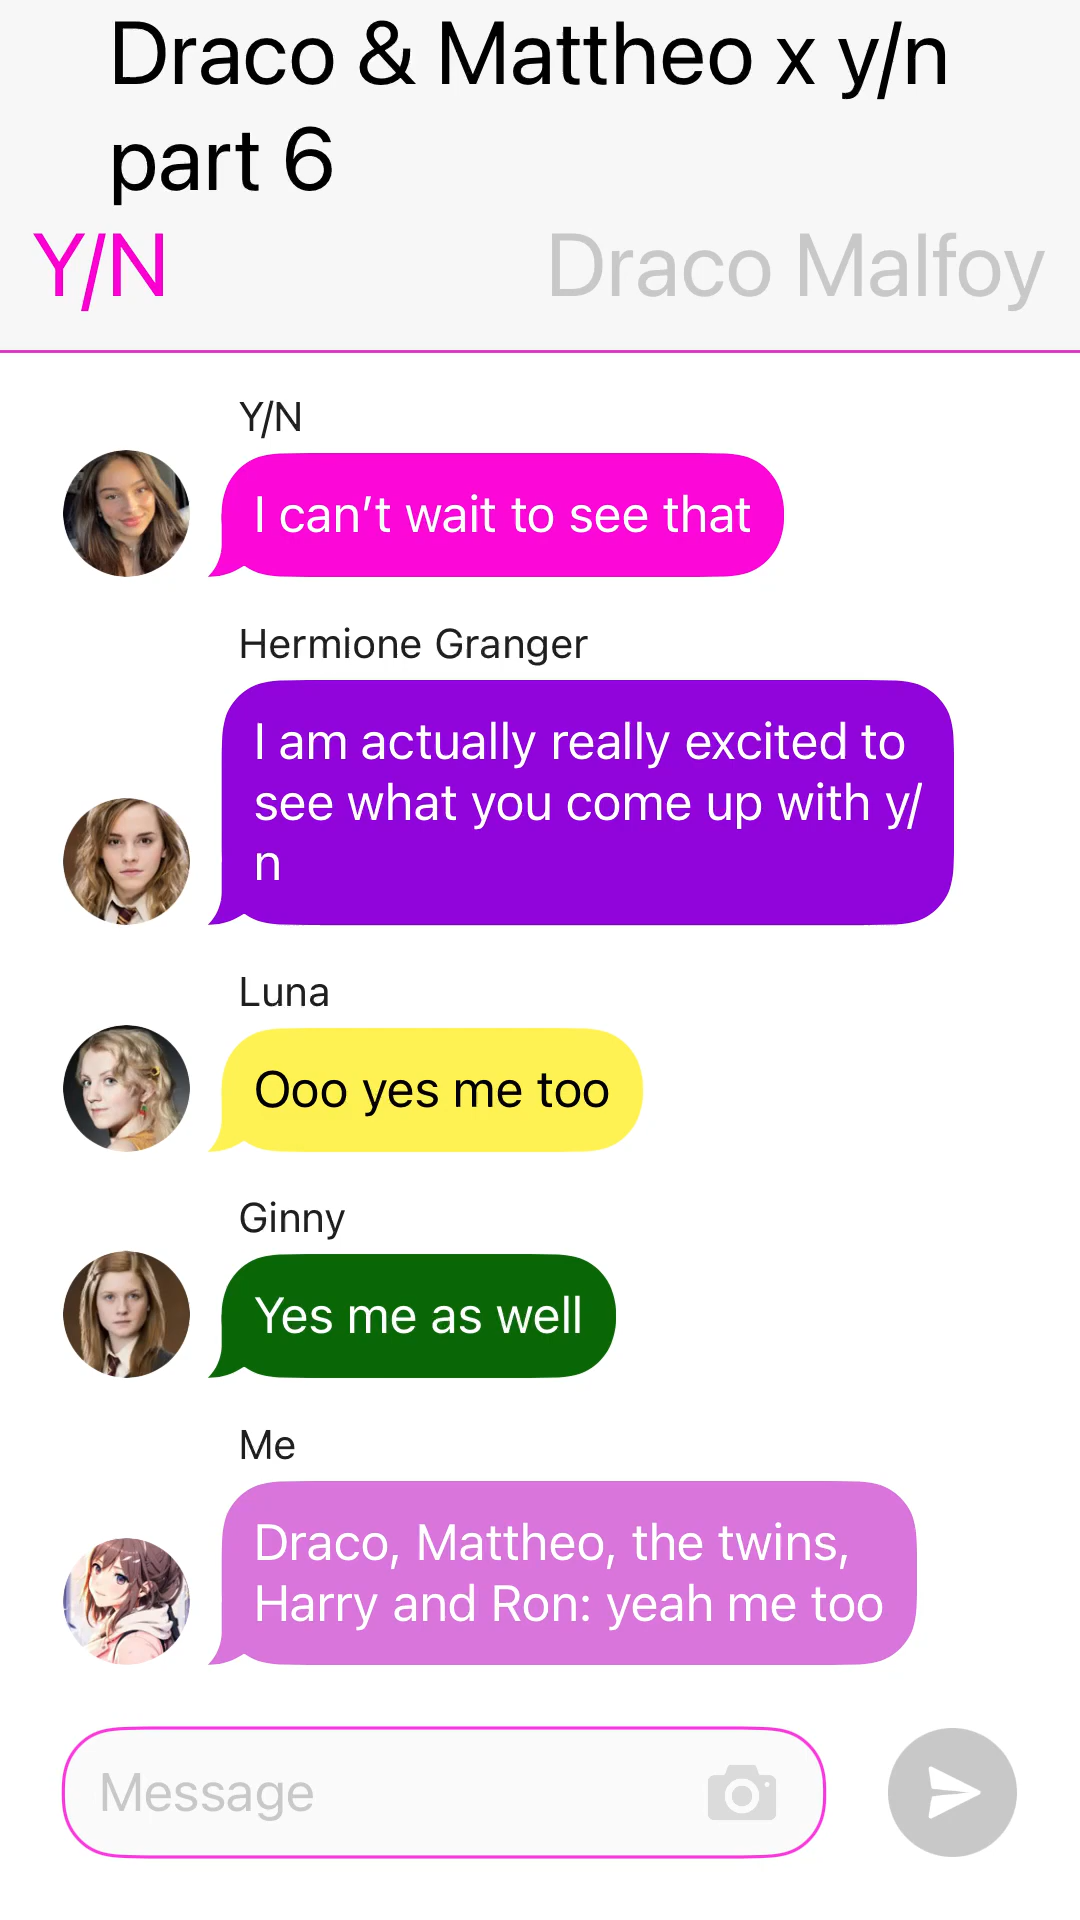 Draco & Mattheo x y/n
part 6
Y/N
Draco Malfoy
Y/N
I can’t wait to see that
Hermione Granger
I am actually really excited to
see what you come up with y/
n
Luna
Ooo yes me too
Ginny
Yes me as well
Me
Draco, Mattheo, the twins,
Harry and Ron: yeah me too
Message